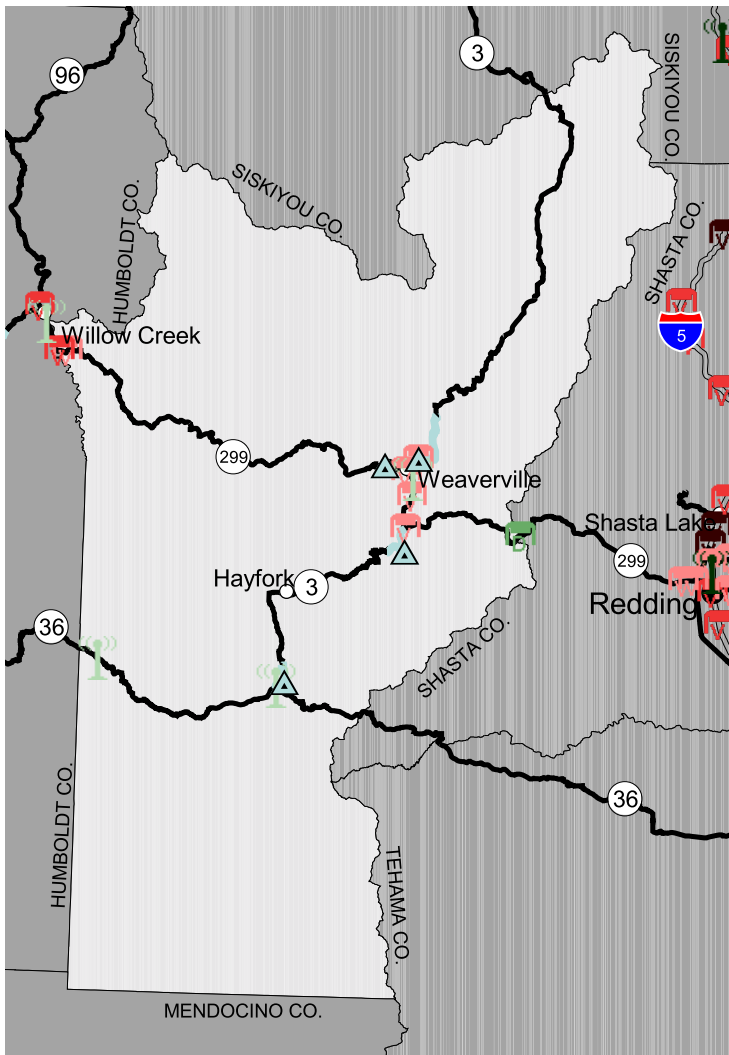 96
3
SISKIYOU CO.
SISKIYOU CO.
HUMBOLDT CO.
SHASTA CO.
Willow Creek
5
299
Weaverville
Shasta Lake
299
Hayfork
3
Redding
36
SHASTA CO.
36
HUMBOLDT CO.
TEHAMA CO.
MENDOCINO CO.